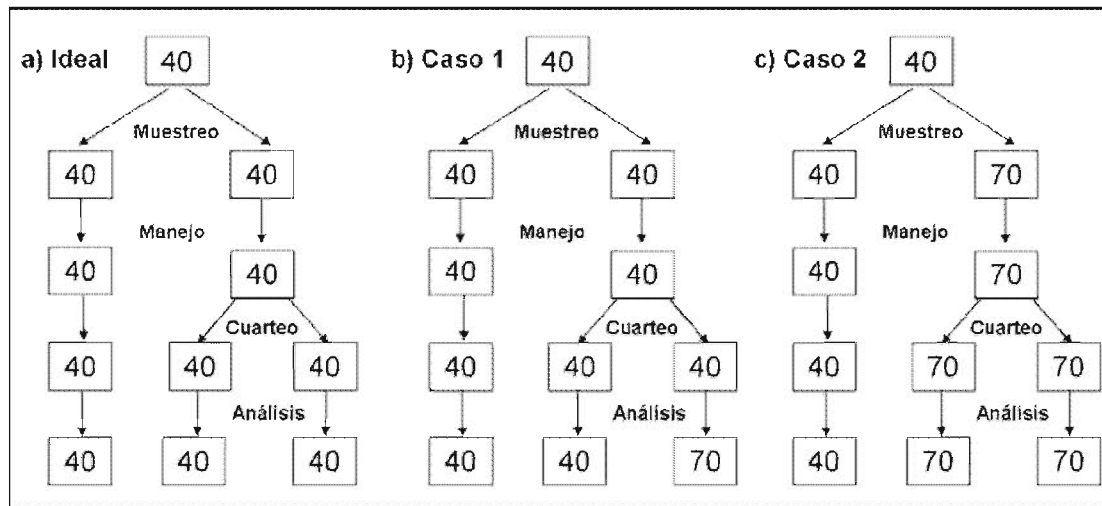 a) Ideal
40
Muestreo
40 40
Manejo
40 40
Cuarteo
40 40 40
Análisis
40 40 40
b) Caso 1
40
Muestreo
40 40
Manejo
40 40
Cuarteo
40 40 40
Análisis
40 40 70
c) Caso 2
40
Muestreo
40 70
Manejo
40 70
Cuarteo
40 70 70
Análisis
40 70 70